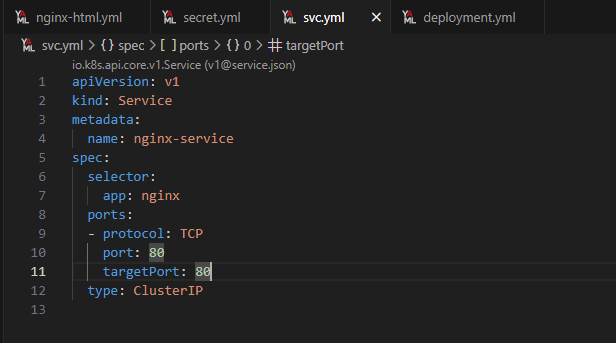 nginx-html.yml secret.yml svc.yml deployment.yml
svc.yml > {} spec > [ ] ports > {} 0 > # targetPort
io.k8s.api.core.v1.Service (v1@service.json)
1 apiVersion: v1
2 kind: Service
3 metadata:
4   name: nginx-service
5 spec:
6   selector:
7     app: nginx
8   ports:
9   - protocol: TCP
10     port: 80
11     targetPort: 80
12   type: ClusterIP
13